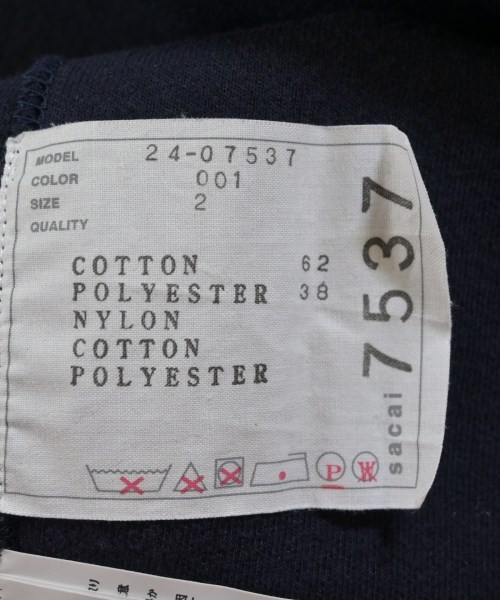 MODEL 24-07537
COLOR 001
SIZE 2
QUALITY
COTTON 62
POLYESTER 38
NYLON
COTTON
POLYESTER
sacai 7537
P
W